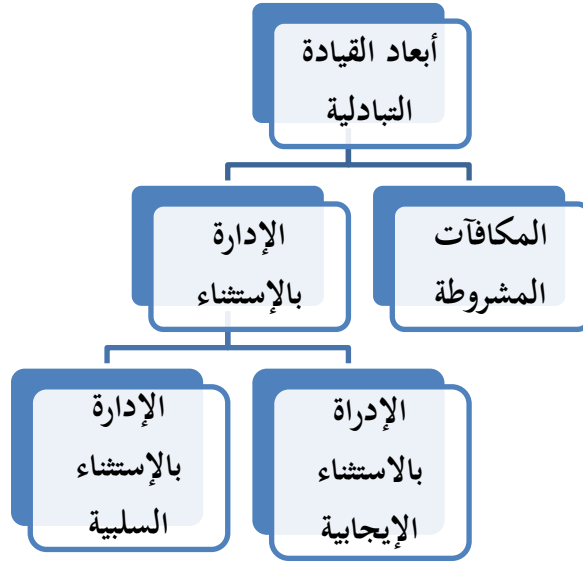 أبعاد القيادة
التبادلية
المكافآت
المشروطة
الإدارة
بالإستثناء
الإدراة
بالاستثناء
الإيجابية
الإدارة
بالإستثناء
السلبية